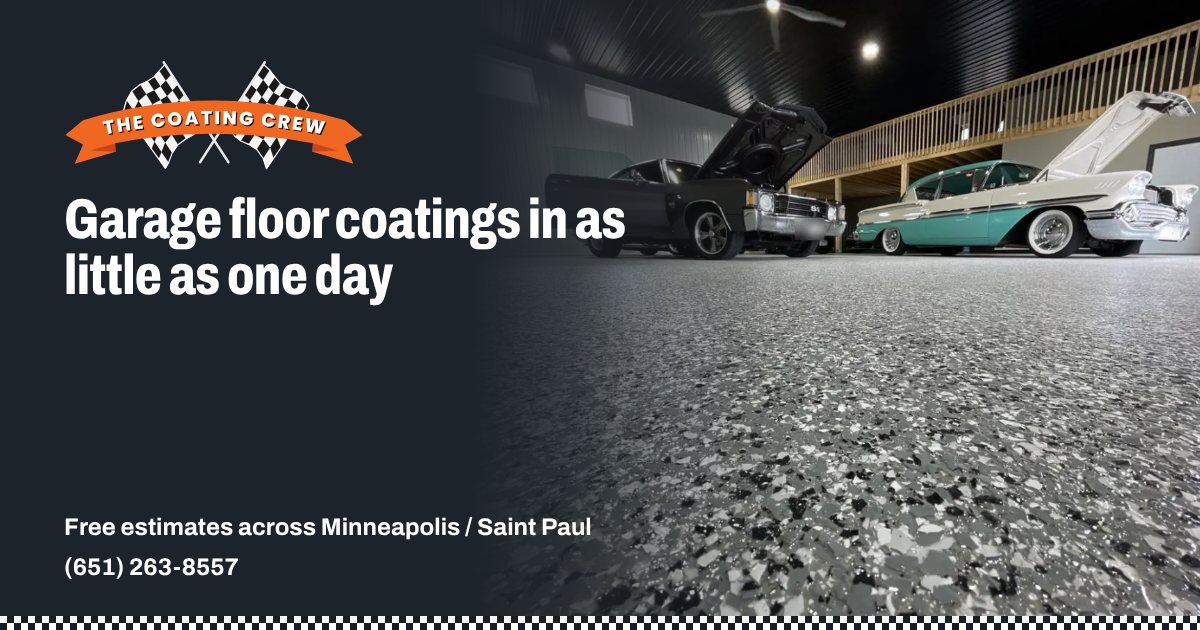 THE COATING CREW
Garage floor coatings in as
little as one day
Free estimates across Minneapolis / Saint Paul
(651) 263-8557